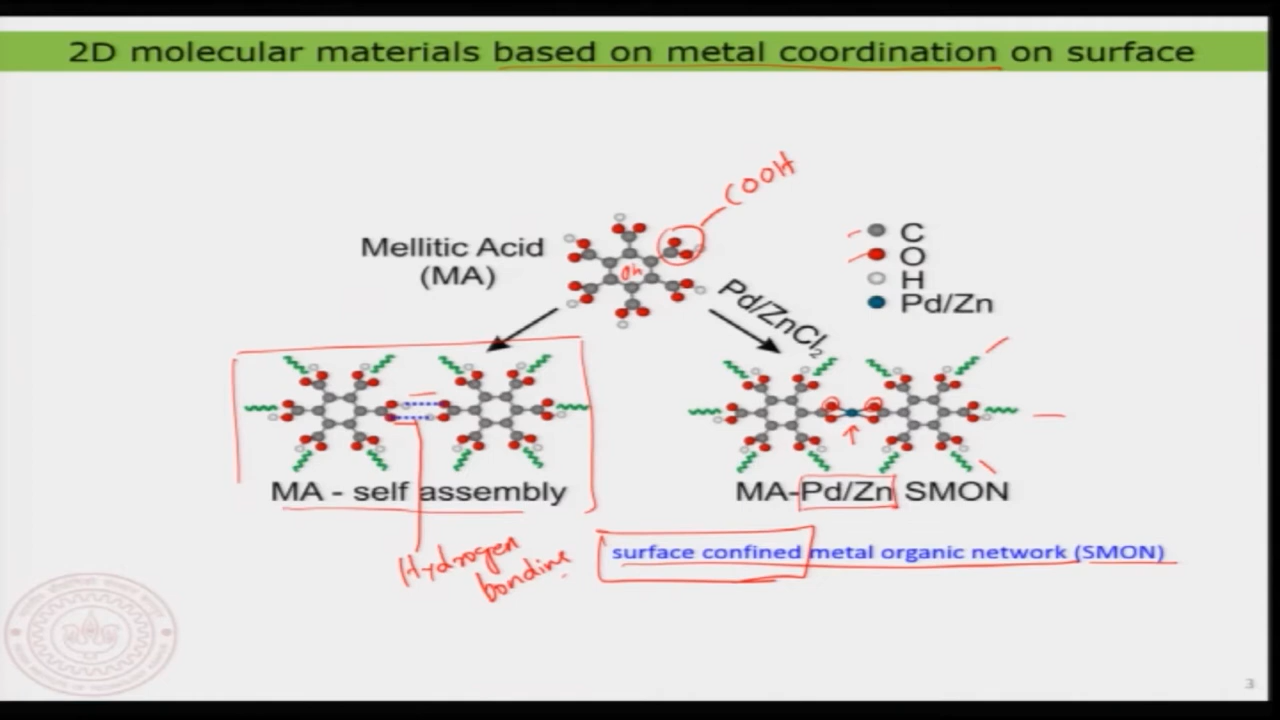 2D molecular materials based on metal coordination on surface
COOH
Mellitic Acid
(MA)
Ph
C
O
H
Pd/Zn
Pd/ZnCl2
MA - self assembly
MA-Pd/Zn SMON
Hydrogen
bonding
surface confined metal organic network (SMON)
3